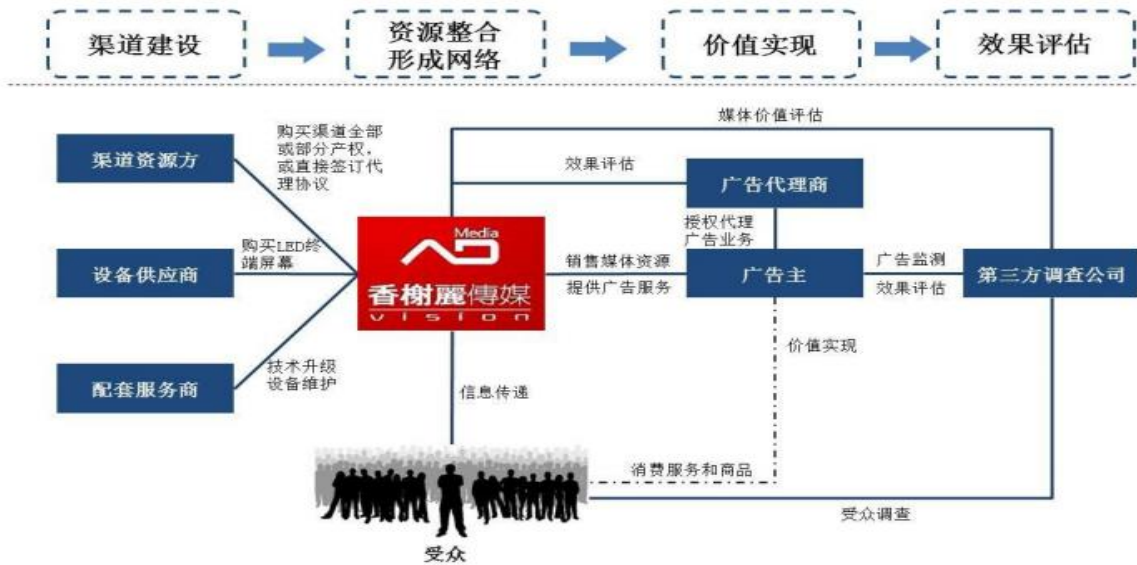 渠道建设
资源整合
形成网络
价值实现
效果评估
媒体价值评估
购买渠道全部
或部分产权，
或直接签订代
理协议
渠道资源方
效果评估
广告代理商
Media
AD
授权代理
广告业务
购买LED终
端屏幕
设备供应商
香榭麗傳媒
vision
销售媒体资源
提供广告服务
广告主
广告监测
效果评估
第三方调查公司
价值实现
技术升级
设备维护
配套服务商
信息传递
消费服务和商品
受众调查
受众